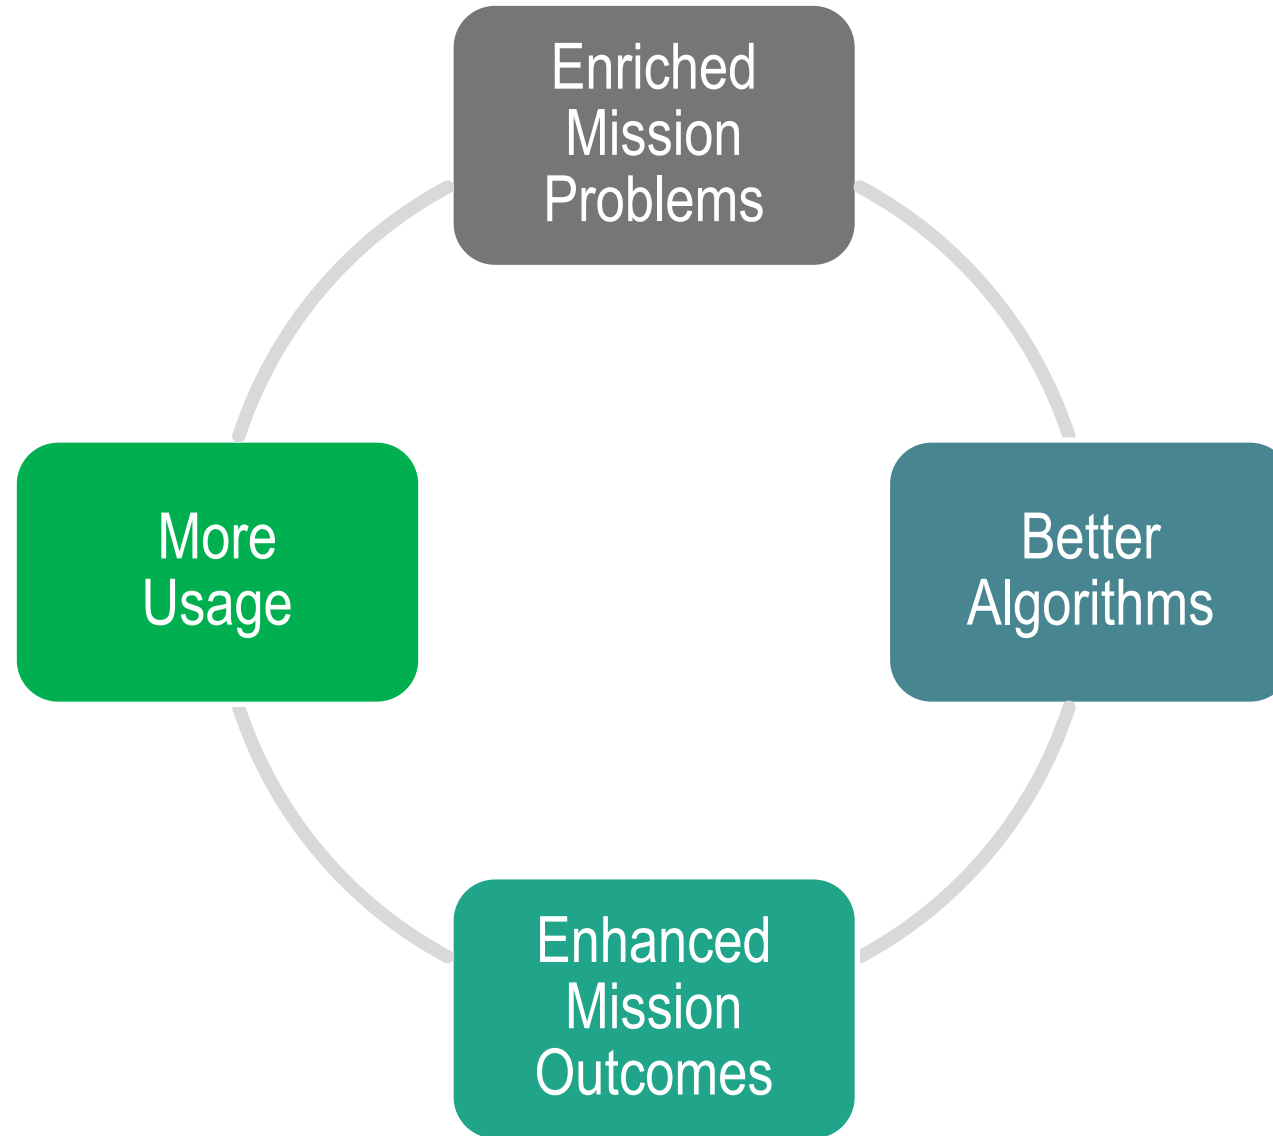 Enriched
Mission
Problems
More
Usage
Better
Algorithms
Enhanced
Mission
Outcomes